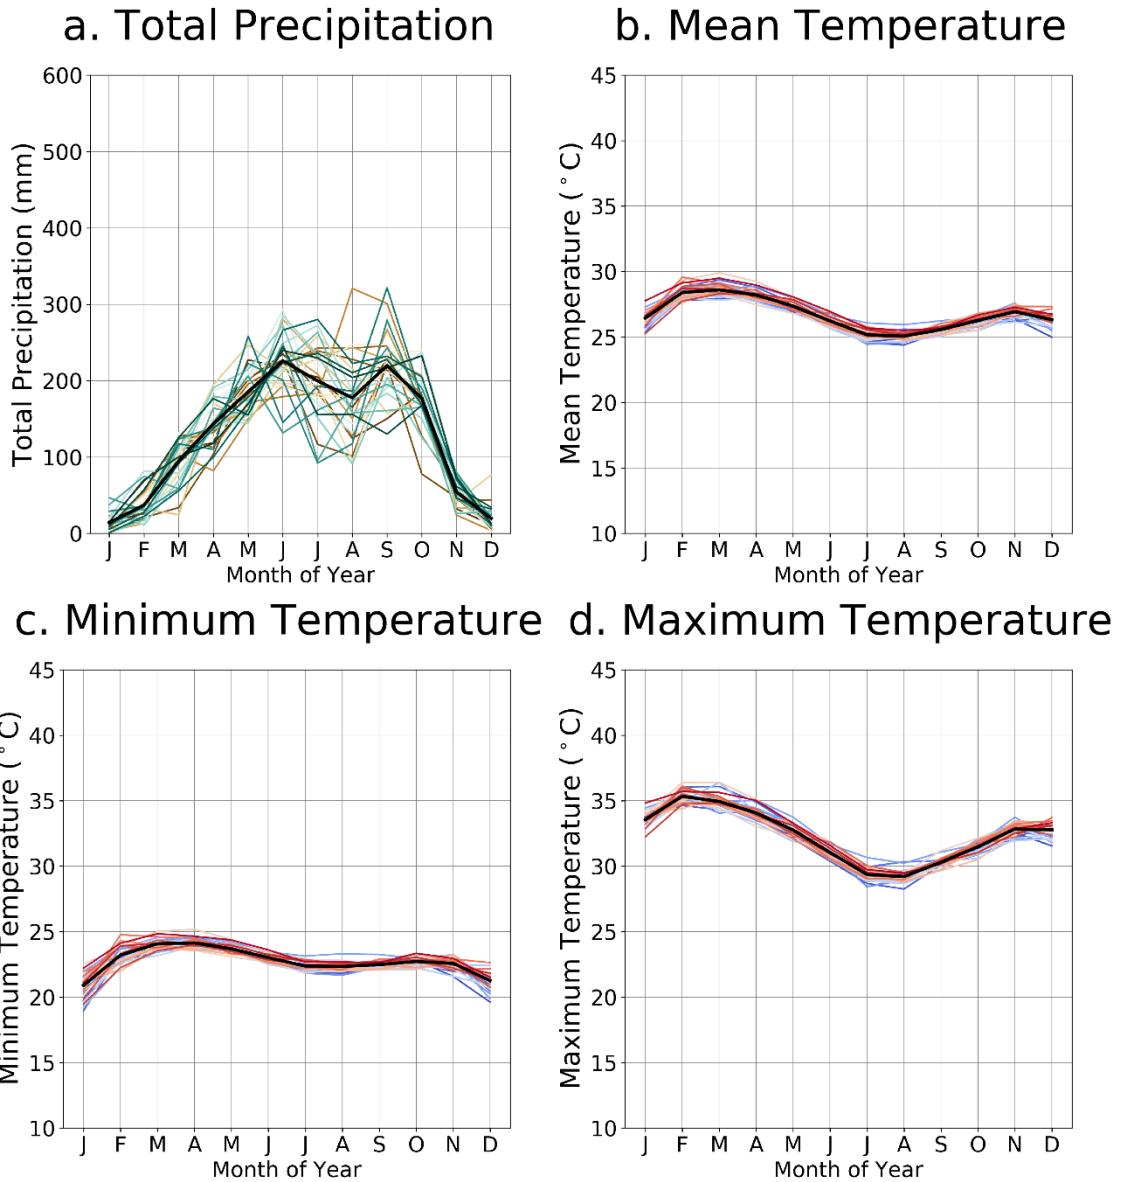 a. Total Precipitation
b. Mean Temperature
600
500
400
300
200
100
0
Total Precipitation (mm)
J F M A M J J A S O N D
Month of Year
45
40
35
30
25
20
15
10
Mean Temperature (°C)
J F M A M J J A S O N D
Month of Year
c. Minimum Temperature
d. Maximum Temperature
45
40
35
30
25
20
15
10
Minimum Temperature (°C)
J F M A M J J A S O N D
Month of Year
45
40
35
30
25
20
15
10
Maximum Temperature (°C)
J F M A M J J A S O N D
Month of Year